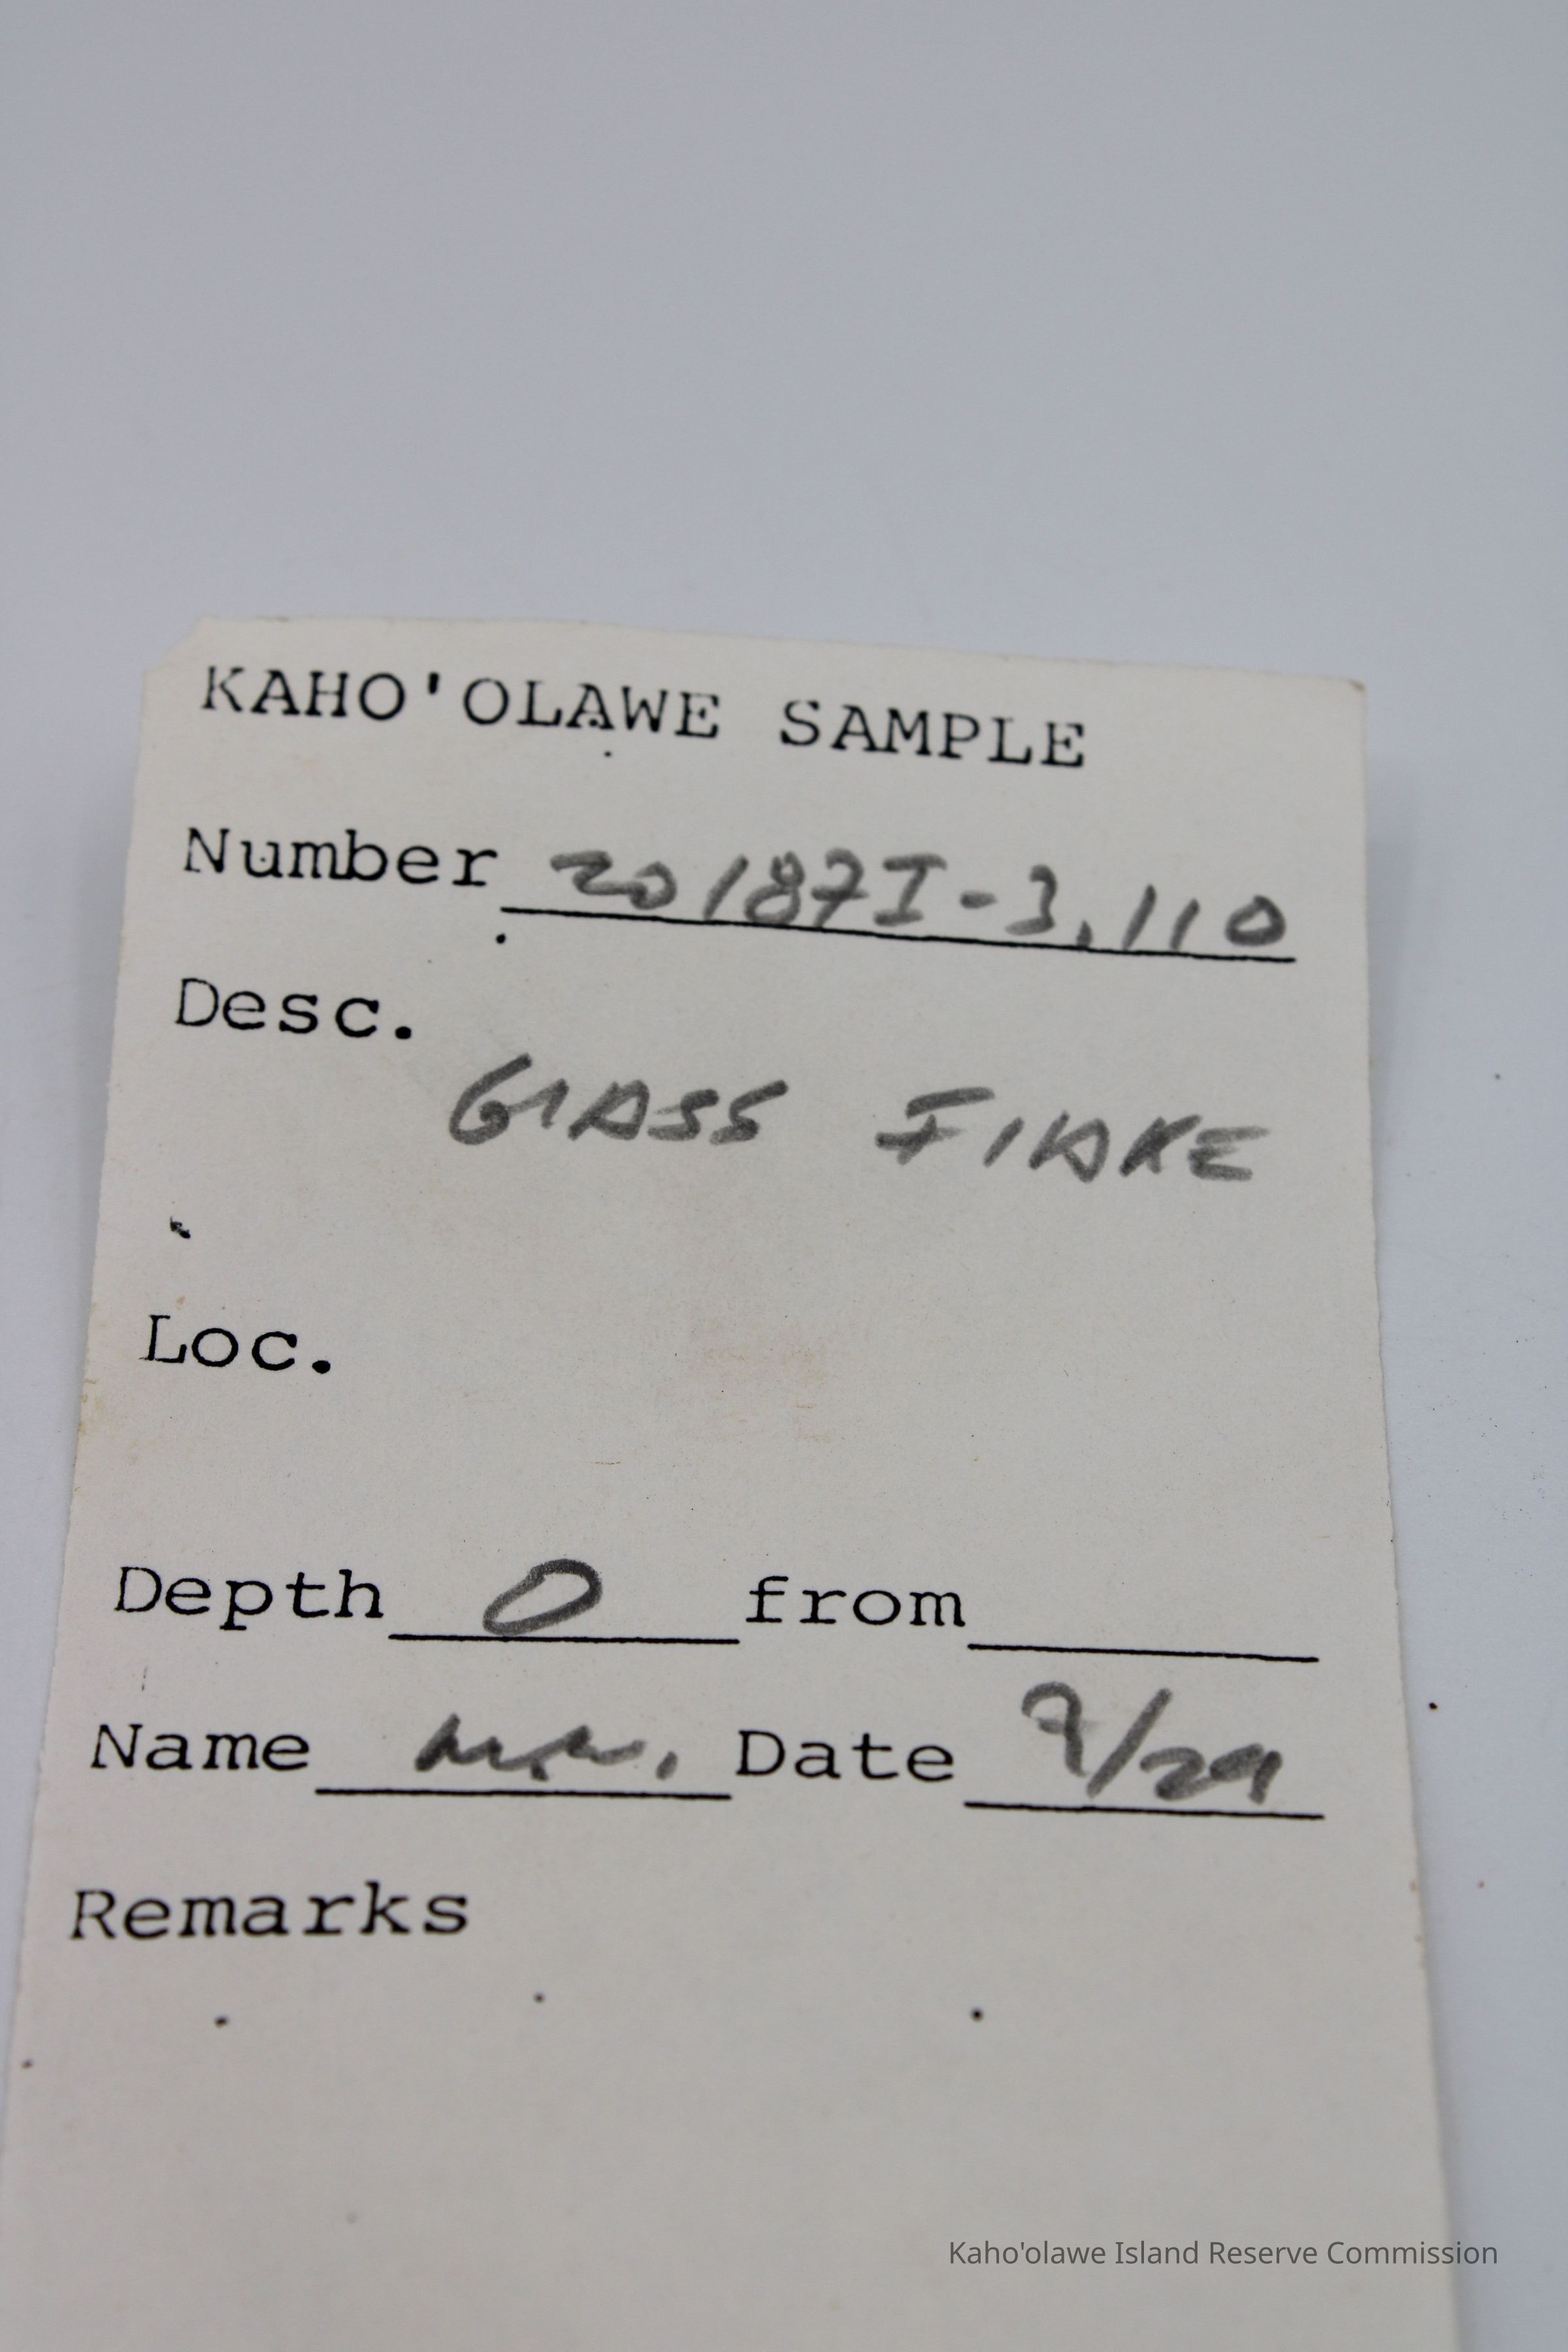 KAHO'OLAWE SAMPLE
Number 20187I-3,110
Desc.
GLASS FLAKE
Loc.
Depth 0 from
Name Date 9/29
Remarks
Kaho'olawe Island Reserve Commission